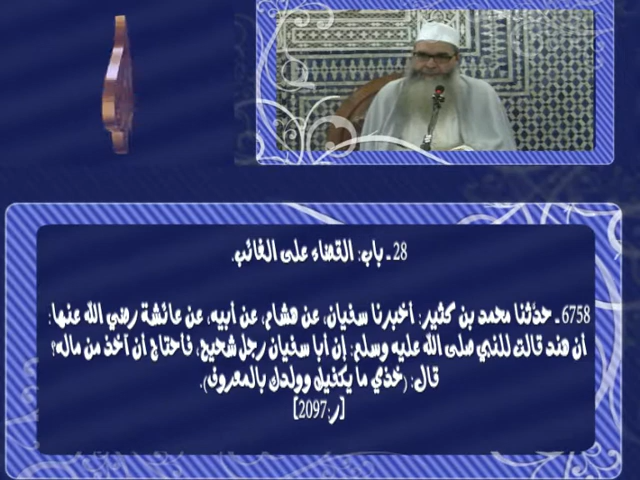 28 ـ باب: القضاء على الغائب.
6758 ـ حدّثنا محمد بن كثير: أخبرنا سفيان، عن هشام، عن أبيه، عن عائشة رضي الله عنها:
أن هند قالت للنبي صلى الله عليه وسلم: إن أبا سفيان رجل شحيح، فأحتاج أن آخذ من ماله؟
قال: (خذي ما يكفيك وولدك بالمعروف).
[ر:2097]